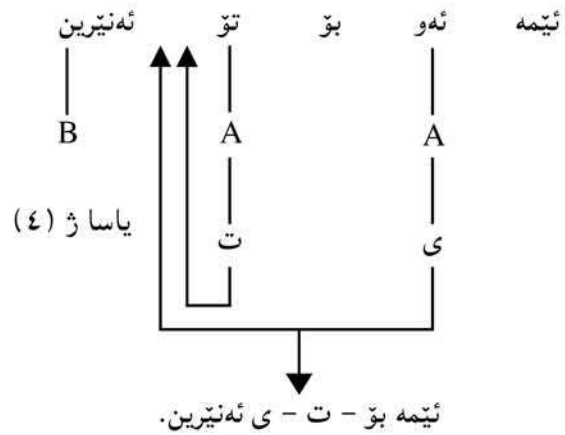 ئێمە ئەو بۆ تۆ ئەنێرین
A A B
ی ت یاسا ژ (٤)
ئێمە بۆ - ت - ی ئەنێرین.